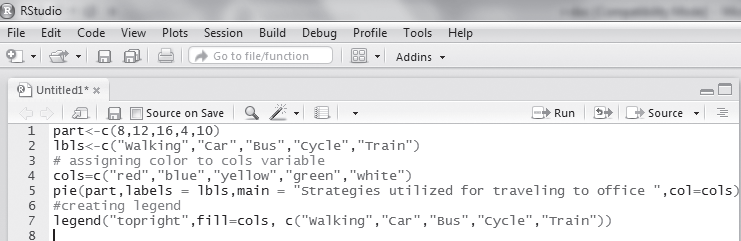 RStudio
File Edit Code View Plots Session Build Debug Profile Tools Help
Go to file/function Addins
Untitled1*
Source on Save Run Source
1 part<-c(8,12,16,4,10)
2 lbls<-c("Walking","Car","Bus","Cycle","Train")
3 # assigning color to cols variable
4 cols=c("red","blue","yellow","green","white")
5 pie(part,labels = lbls,main = "Strategies utilized for traveling to office ",col=cols)
6 #creating legend
7 legend("topright",fill=cols, c("Walking","Car","Bus","Cycle","Train"))
8